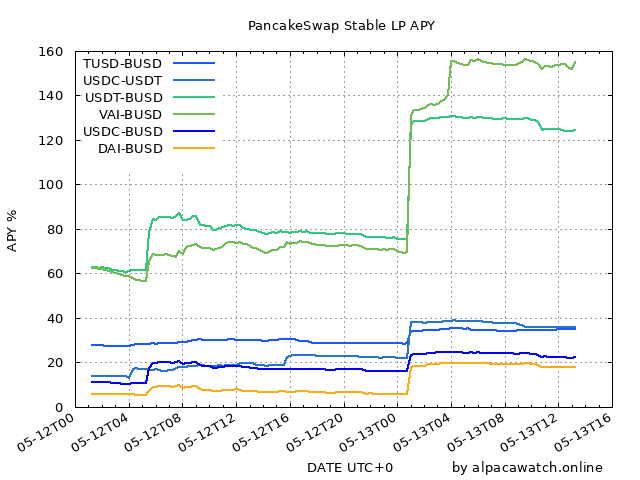 PancakeSwap Stable LP APY
160
140
120
100
80
60
40
20
0
APY %
TUSD-BUSD
USDC-USDT
USDT-BUSD
VAI-BUSD
USDC-BUSD
DAI-BUSD
05-12T00
05-12T04
05-12T08
05-12T12
05-12T16
05-12T20
05-13T00
05-13T04
05-13T08
05-13T12
05-13T16
DATE UTC+0
by alpacawatch.online